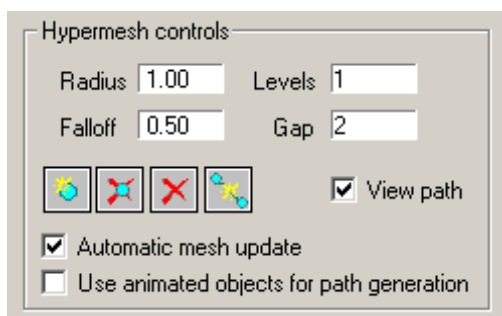 Hypermesh controls
Radius 1.00 Levels 1
Falloff 0.50 Gap 2
View path
Automatic mesh update
Use animated objects for path generation